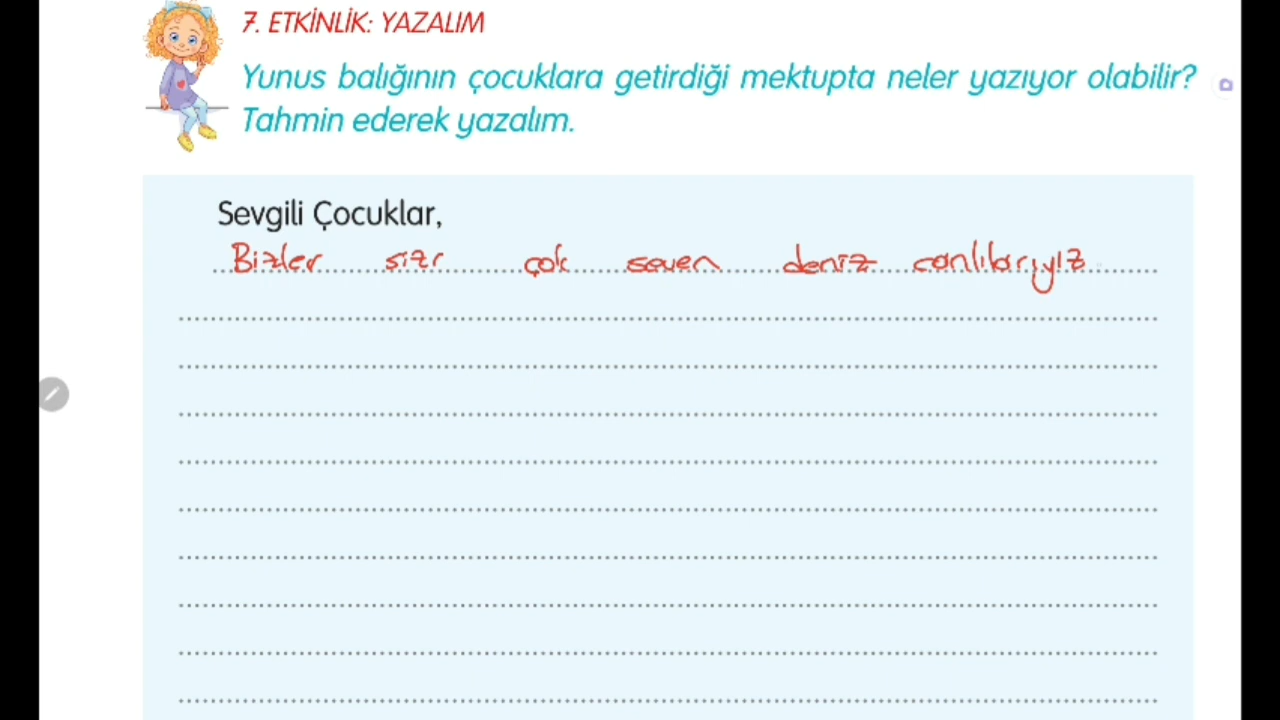 7. ETKİNLİK: YAZALIM
Yunus balığının çocuklara getirdiği mektupta neler yazıyor olabilir?
Tahmin ederek yazalım.
Sevgili Çocuklar,
Bizler sizi çok seven deniz canlılarıyız